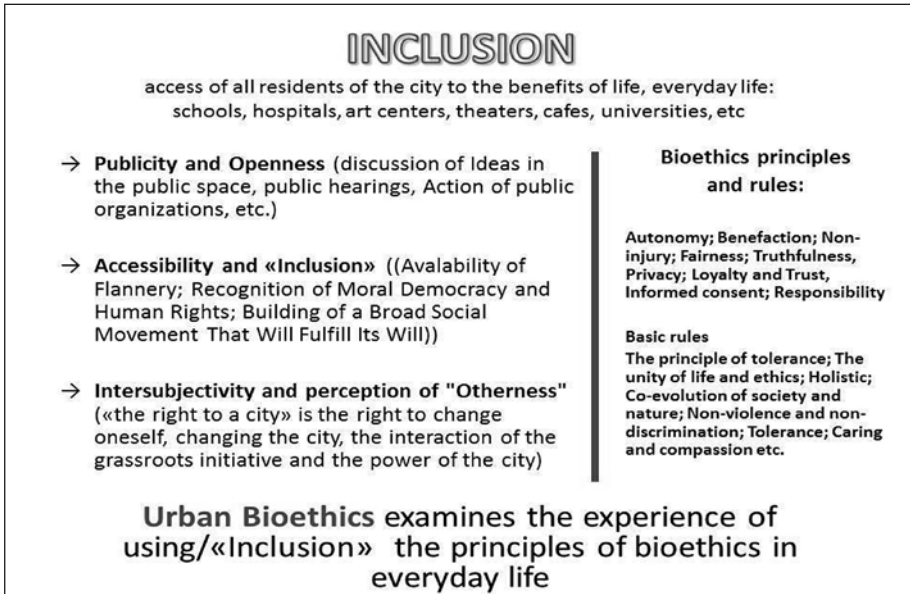 INCLUSION
access of all residents of the city to the benefits of life, everyday life:
schools, hospitals, art centers, theaters, cafes, universities, etc
→ Publicity and Openness (discussion of Ideas in
the public space, public hearings, Action of public
organizations, etc.)
→ Accessibility and «Inclusion» ((Avalability of
Flannery; Recognition of Moral Democracy and
Human Rights; Building of a Broad Social
Movement That Will Fulfill Its Will))
→ Intersubjectivity and perception of "Otherness"
(«the right to a city» is the right to change
oneself, changing the city, the interaction of the
grassroots initiative and the power of the city)
Bioethics principles
and rules:
Autonomy; Benefaction; Non-
injury; Fairness; Truthfulness,
Privacy; Loyalty and Trust,
Informed consent; Responsibility
Basic rules
The principle of tolerance; The
unity of life and ethics; Holistic;
Co-evolution of society and
nature; Non-violence and non-
discrimination; Tolerance; Caring
and compassion etc.
Urban Bioethics examines the experience of
using/«Inclusion» the principles of bioethics in
everyday life